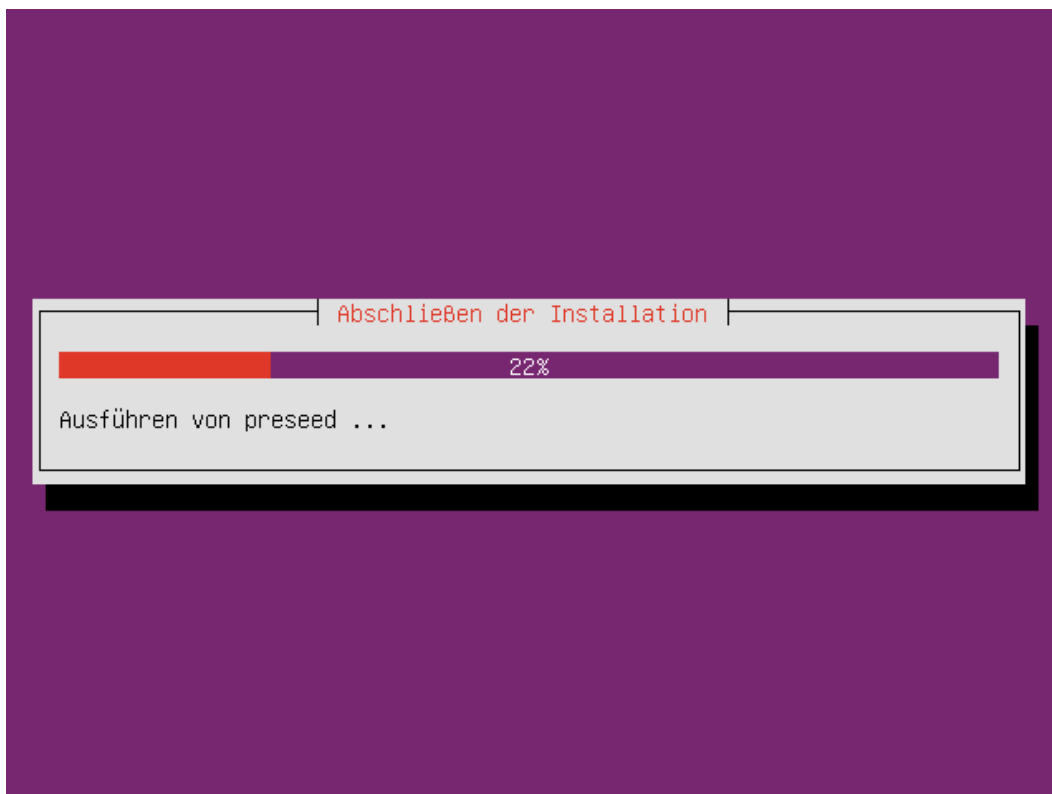 Abschließen der Installation
22%
Ausführen von preseed ...